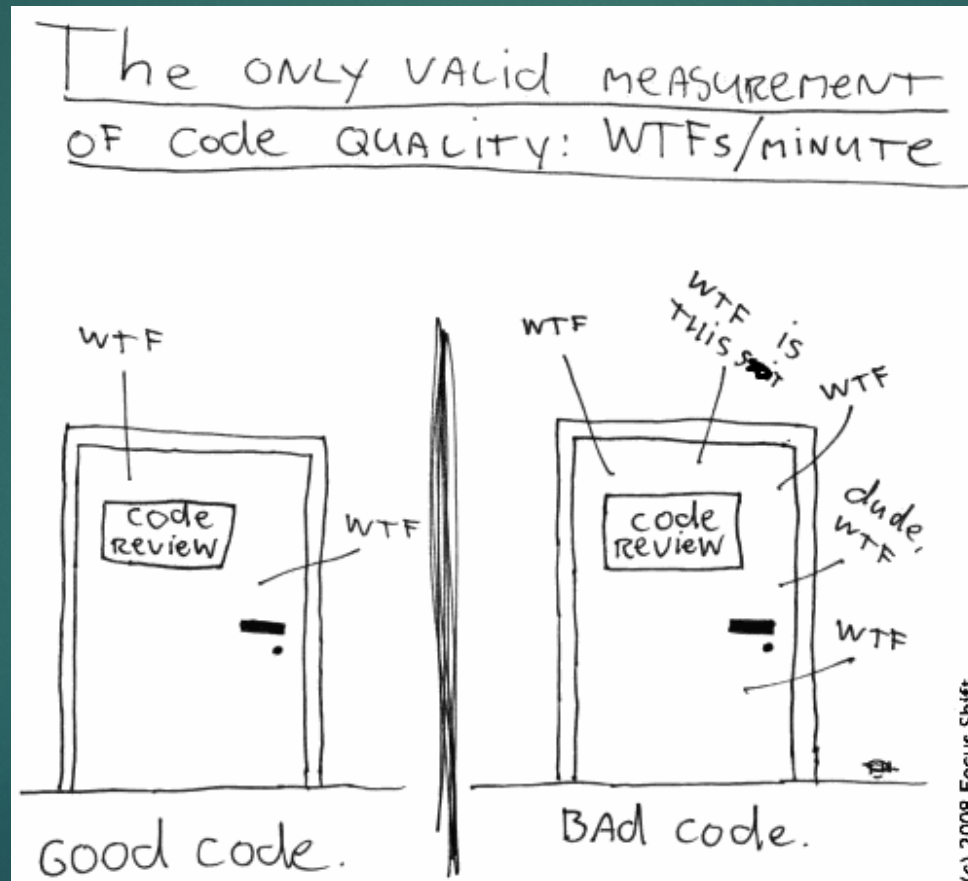 The ONLY VALid MEASUREMENT
OF Code QUALITY: WTFs/MINUTE
WTF
code
REVIEW
WTF
GOOD code.
WTF
WTF is
THis
WTF
code
REVIEW
dude,
WTF
WTF
BAd code.
(c) 2008 Focus Shift